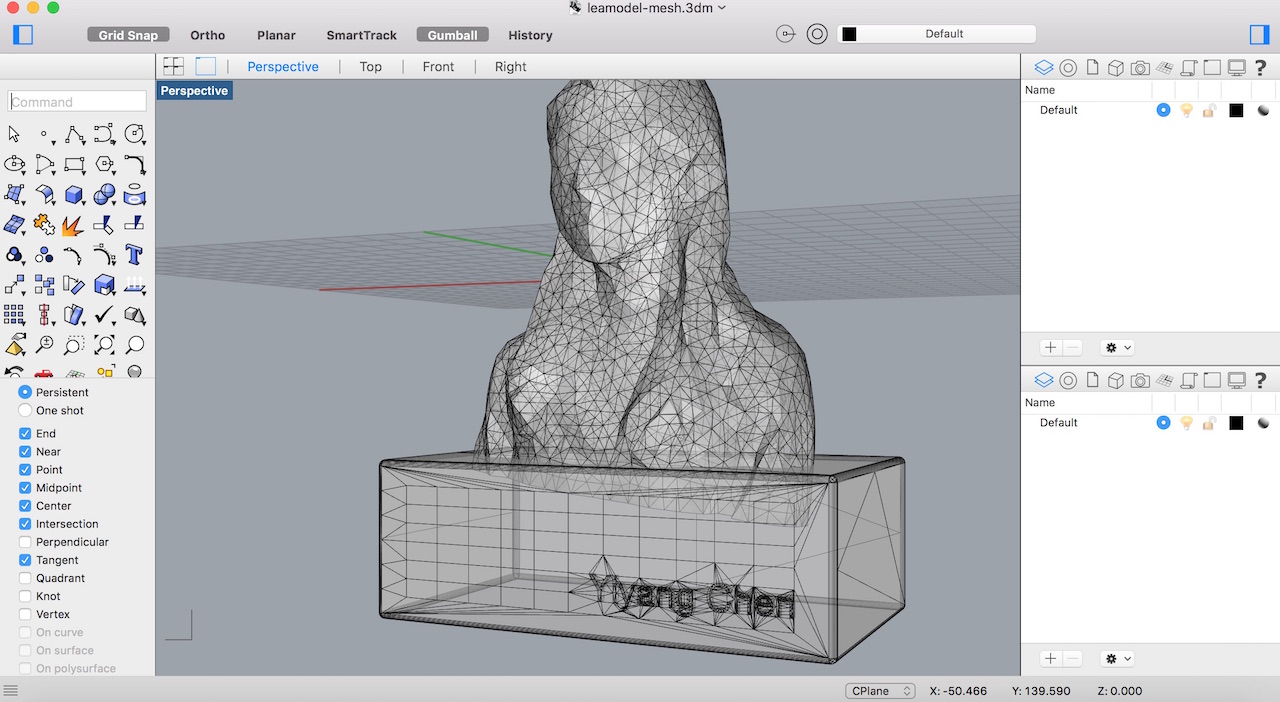 leamodel-mesh.3dm
Grid Snap Ortho Planar SmartTrack Gumball History Default
Perspective Top Front Right
Perspective
Command
Persistent
One shot
End
Near
Point
Midpoint
Center
Intersection
Perpendicular
Tangent
Quadrant
Knot
Vertex
On curve
On surface
On polysurface
Chen
Name
Default
Name
Default
CPlane X: -50.466 Y: 139.590 Z: 0.000